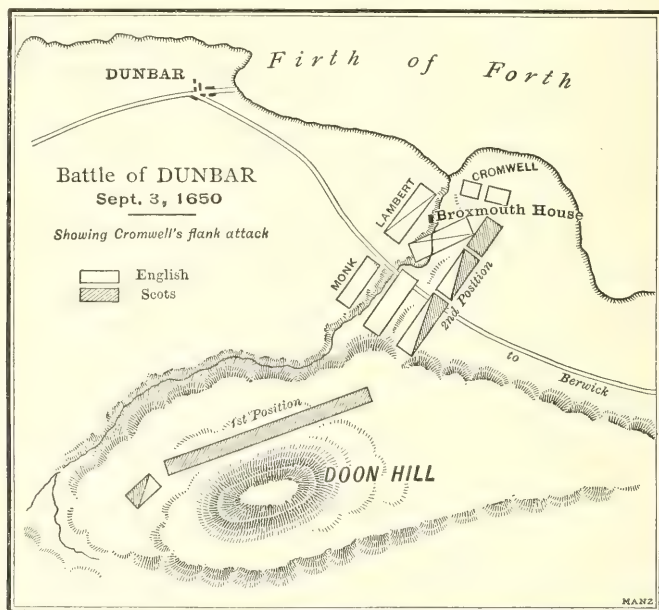 Firth of Forth
DUNBAR
Battle of DUNBAR
Sept. 3, 1650
Showing Cromwell's flank attack
English
Scots
CROMWELL
LAMBERT
Broxmouth House
MONK
2nd Position
to
Berwick
1st Position
DOON HILL
MANZ